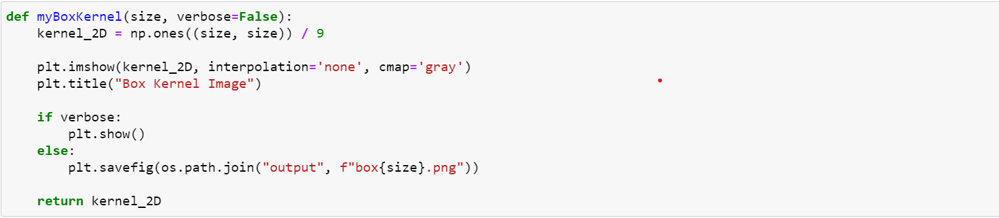 def myBoxKernel(size, verbose=False):
    kernel_2D = np.ones((size, size)) / 9
    plt.imshow(kernel_2D, interpolation='none', cmap='gray')
    plt.title("Box Kernel Image")
    if verbose:
        plt.show()
    else:
        plt.savefig(os.path.join("output", f"box{size}.png"))
    return kernel_2D